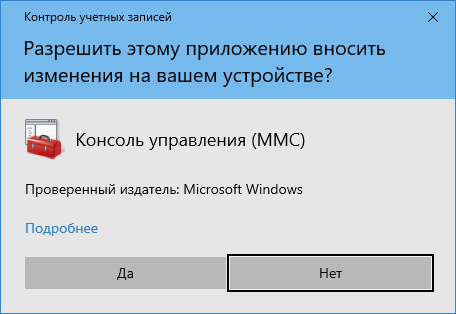 Контроль учетных записей
Разрешить этому приложению вносить
изменения на вашем устройстве?
Консоль управления (MMC)
Проверенный издатель: Microsoft Windows
Подробнее
Да
Нет